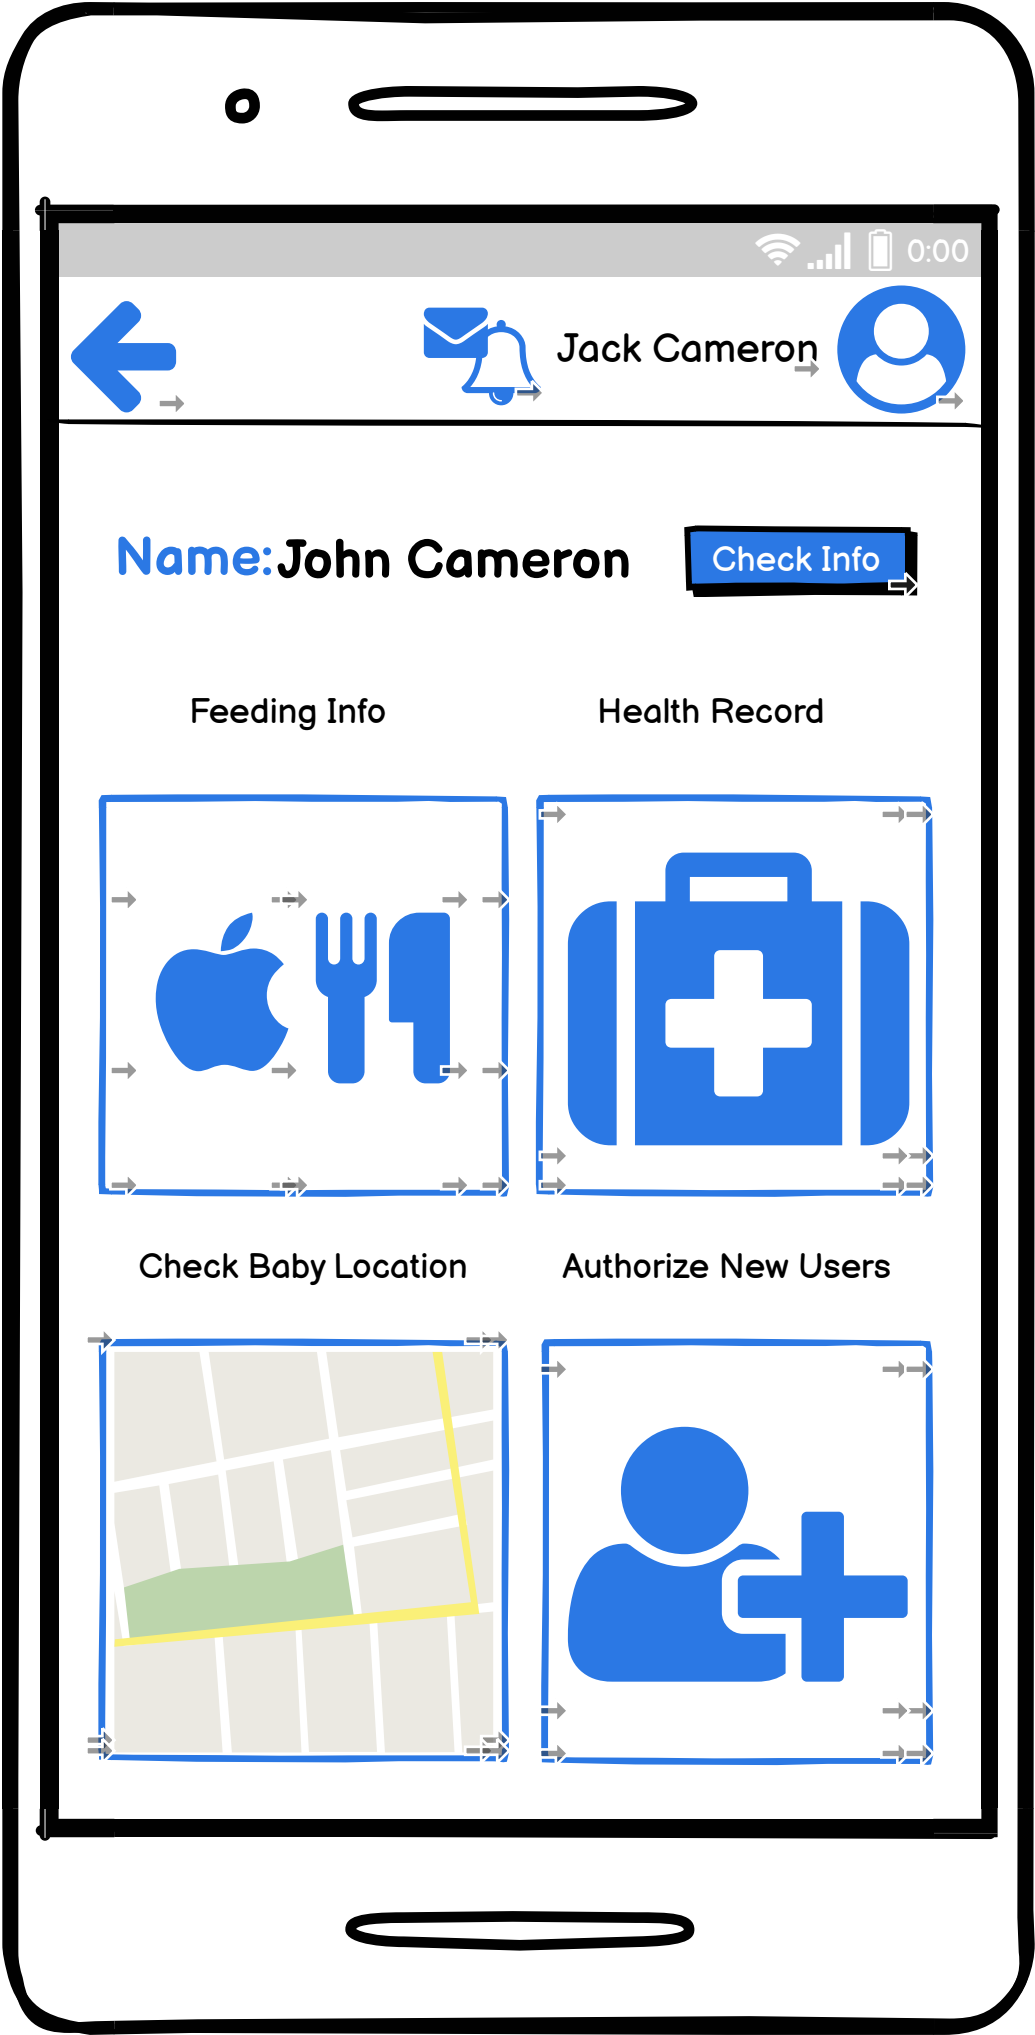 0:00
Jack Cameron
Name: John Cameron
Check Info
Feeding Info
Health Record
Check Baby Location
Authorize New Users